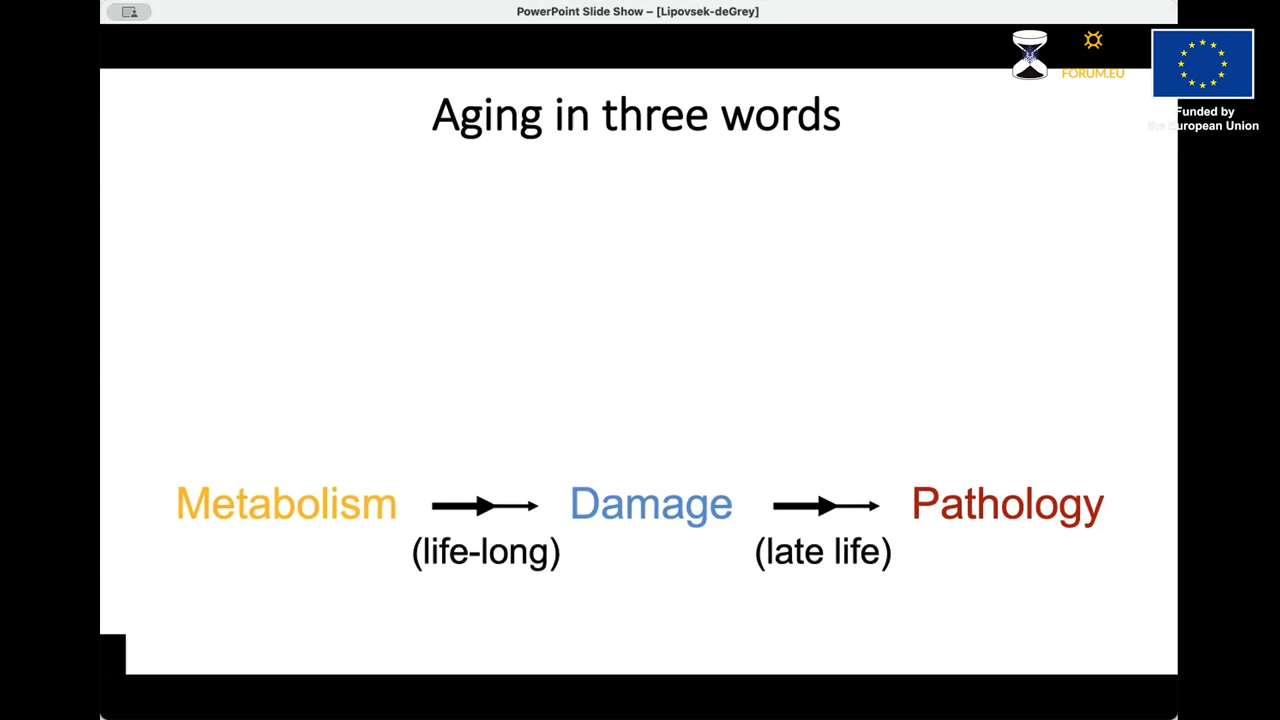 PowerPoint Slide Show – [Lipovsek-deGrey]
FORUM.EU
Funded by
the European Union
Aging in three words
Metabolism
Damage
Pathology
(life-long)
(late life)